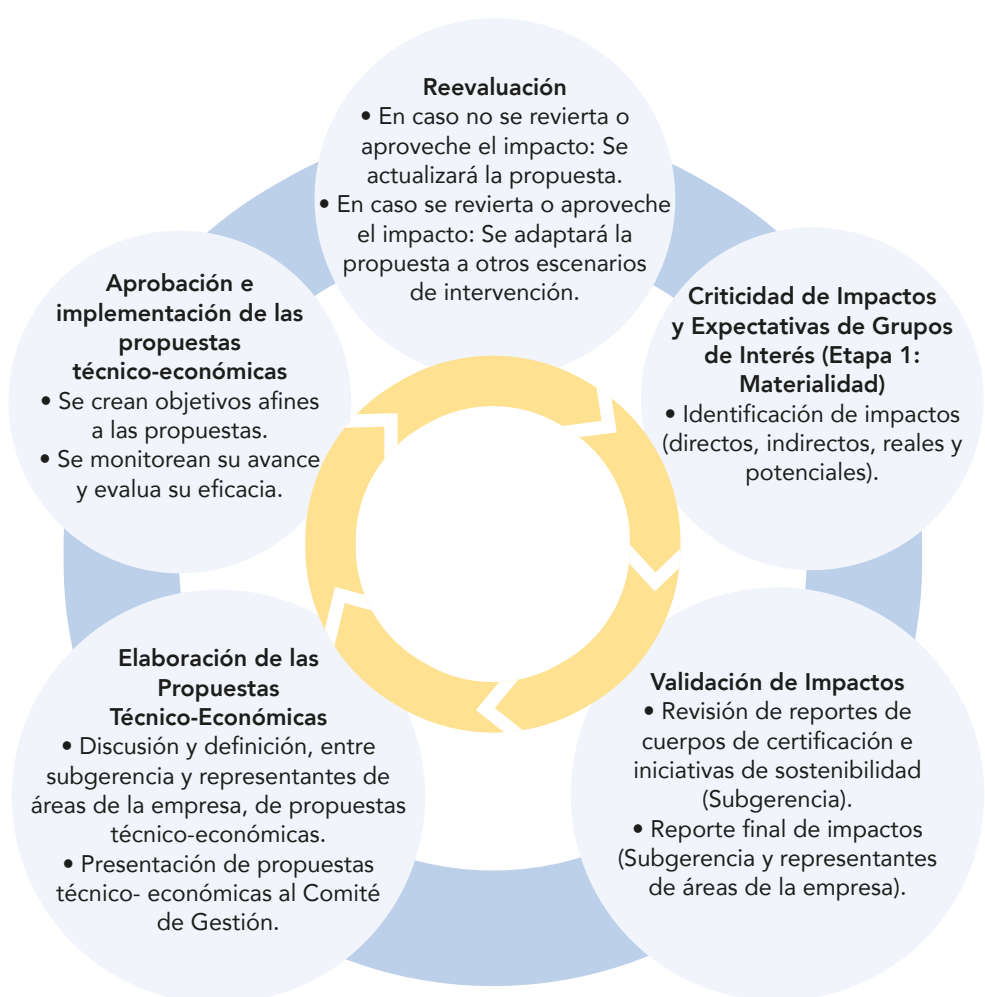 Reevaluación
• En caso no se revierta o
aproveche el impacto: Se
actualizará la propuesta.
• En caso se revierta o aproveche
el impacto: Se adaptará la
propuesta a otros escenarios
de intervención.
Criticidad de Impactos
y Expectativas de Grupos
de Interés (Etapa 1:
Materialidad)
• Identificación de impactos
(directos, indirectos, reales y
potenciales).
Validación de Impactos
• Revisión de reportes de
cuerpos de certificación e
iniciativas de sostenibilidad
(Subgerencia).
• Reporte final de impactos
(Subgerencia y representantes
de áreas de la empresa).
Elaboración de las
Propuestas
Técnico-Económicas
• Discusión y definición, entre
subgerencia y representantes de
áreas de la empresa, de propuestas
técnico-económicas.
• Presentación de propuestas
técnico- económicas al Comité
de Gestión.
Aprobación e
implementación de las
propuestas
técnico-económicas
• Se crean objetivos afines
a las propuestas.
• Se monitorean su avance
y evalua su eficacia.